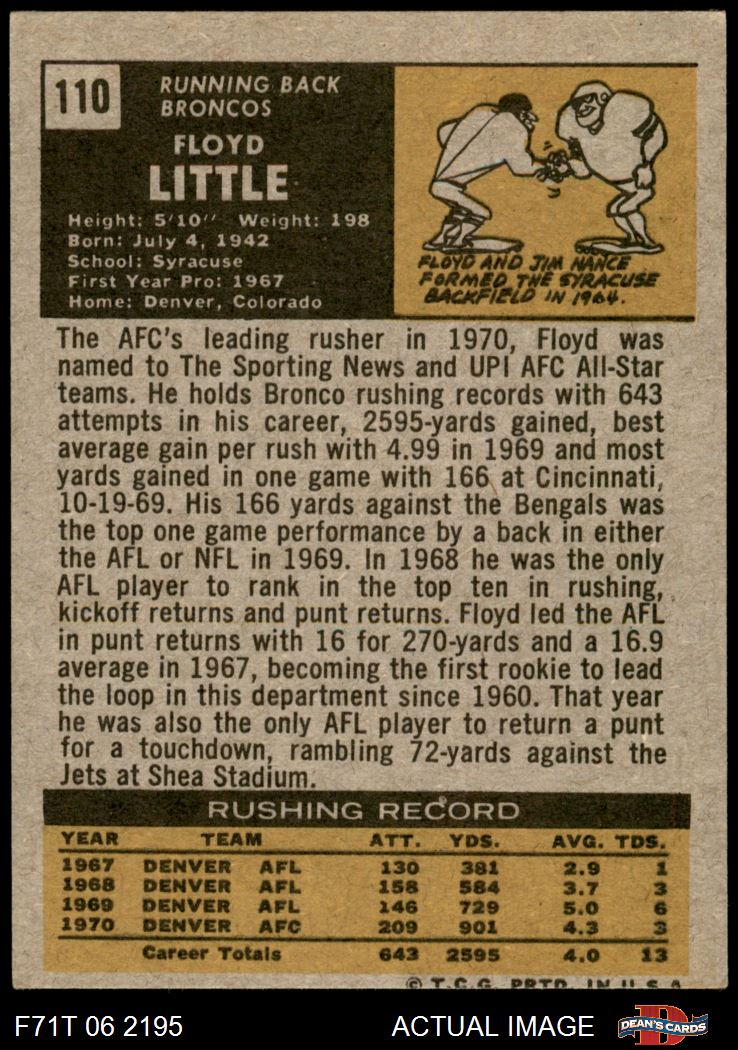 110
RUNNING BACK
BRONCOS
FLOYD
LITTLE
Height: 5'10" Weight: 198
Born: July 4, 1942
School: Syracuse
First Year Pro: 1967
Home: Denver, Colorado
FLOYD AND JIM NANCE
FORMED THE SYRACUSE
BACKFIELD IN 1964.
The AFC's leading rusher in 1970, Floyd was
named to The Sporting News and UPI AFC All-Star
teams. He holds Bronco rushing records with 643
attempts in his career, 2595-yards gained, best
average gain per rush with 4.99 in 1969 and most
yards gained in one game with 166 at Cincinnati,
10-19-69. His 166 yards against the Bengals was
the top one game performance by a back in either
the AFL or NFL in 1969. In 1968 he was the only
AFL player to rank in the top ten in rushing,
kickoff returns and punt returns. Floyd led the AFL
in punt returns with 16 for 270-yards and a 16.9
average in 1967, becoming the first rookie to lead
the loop in this department since 1960. That year
he was also the only AFL player to return a punt
for a touchdown, rambling 72-yards against the
Jets at Shea Stadium.
RUSHING RECORD
YEAR TEAM ATT. YDS. AVG. TDS.
1967 DENVER AFL 130 381 2.9 1
1968 DENVER AFL 158 584 3.7 3
1969 DENVER AFL 146 729 5.0 6
1970 DENVER AFC 209 901 4.3 3
Career Totals 643 2595 4.0 13
© T.C.G. PRTD. IN U.S.A.
F71T 06 2195 ACTUAL IMAGE DEAN'S CARDS